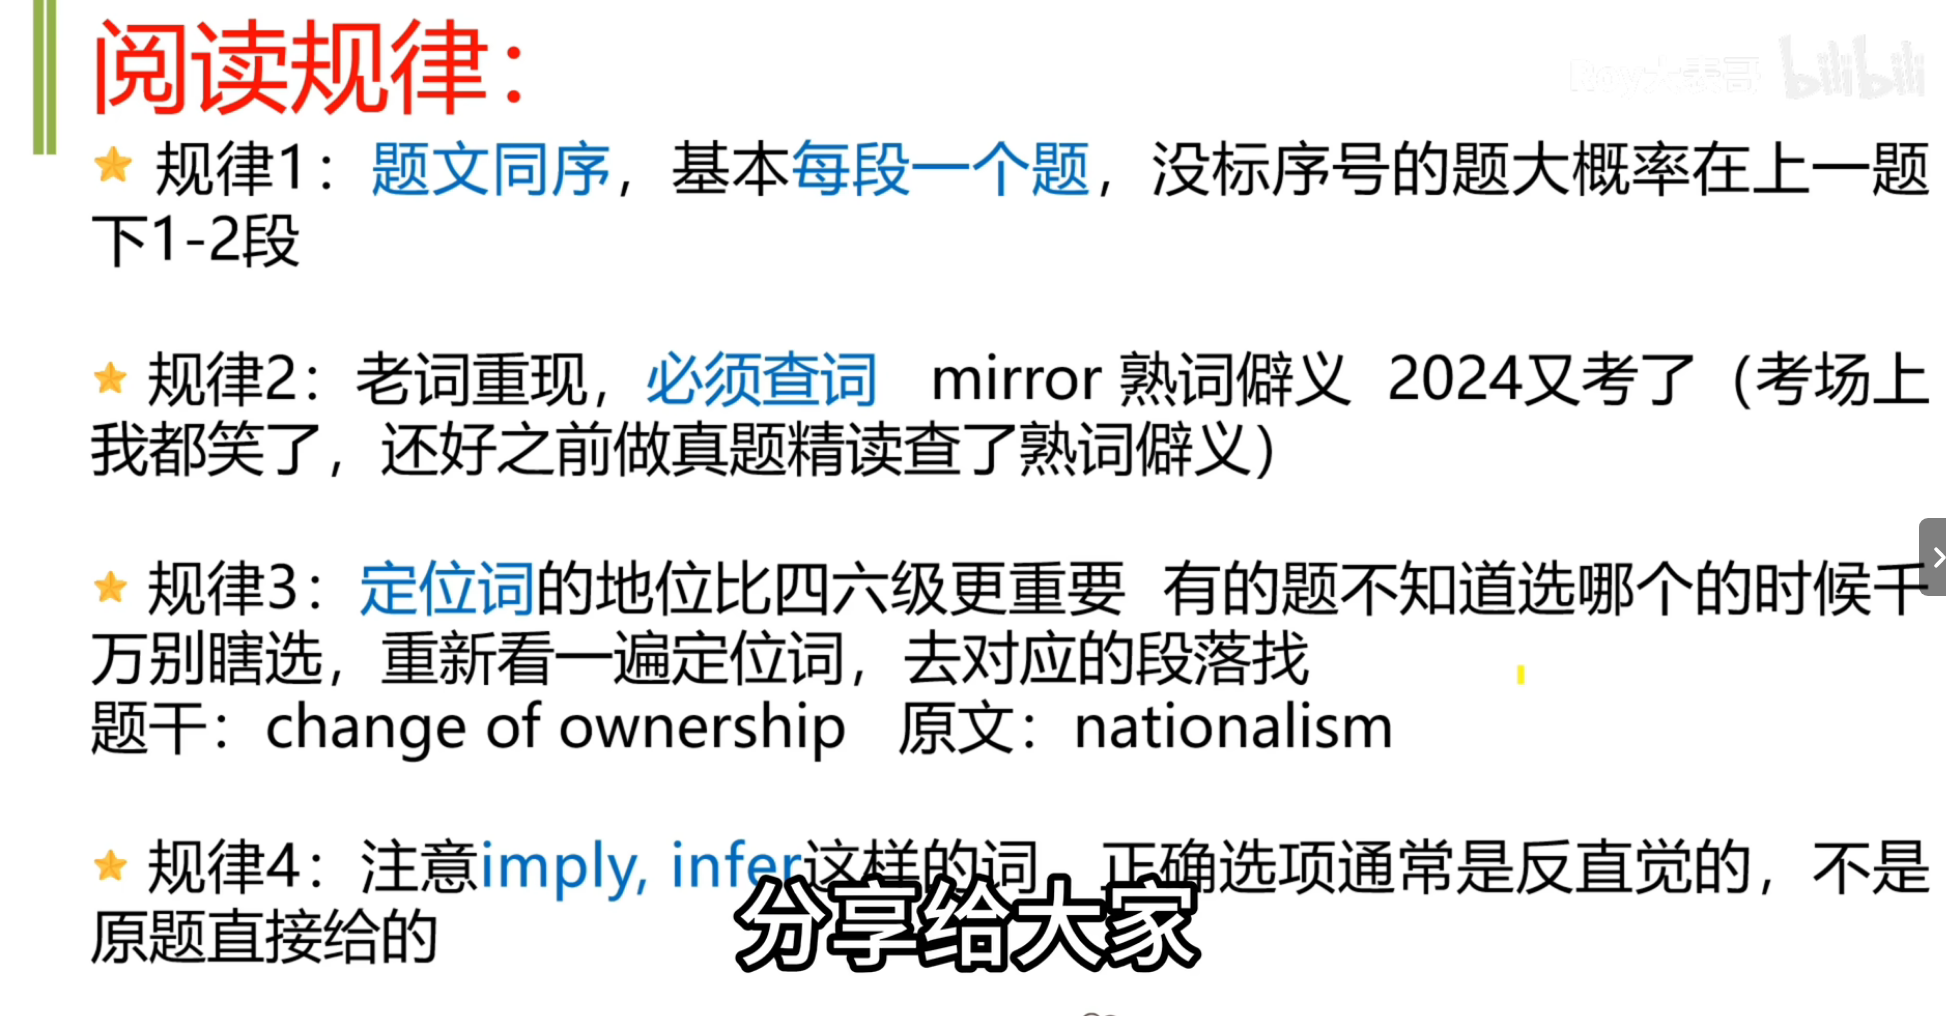 阅读规律：
Roy大表哥 bilibili
规律1：题文同序，基本每段一个题，没标序号的题大概率在上一题
下1-2段
规律2：老词重现，必须查词 mirror 熟词僻义 2024又考了（考场上
我都笑了，还好之前做真题精读查了熟词僻义）
规律3：定位词的地位比四六级更重要 有的题不知道选哪个的时候千
万别瞎选，重新看一遍定位词，去对应的段落找
题干：change of ownership 原文：nationalism
规律4：注意imply, infer这样的词，正确选项通常是反直觉的，不是
原题直接给的
分享给大家